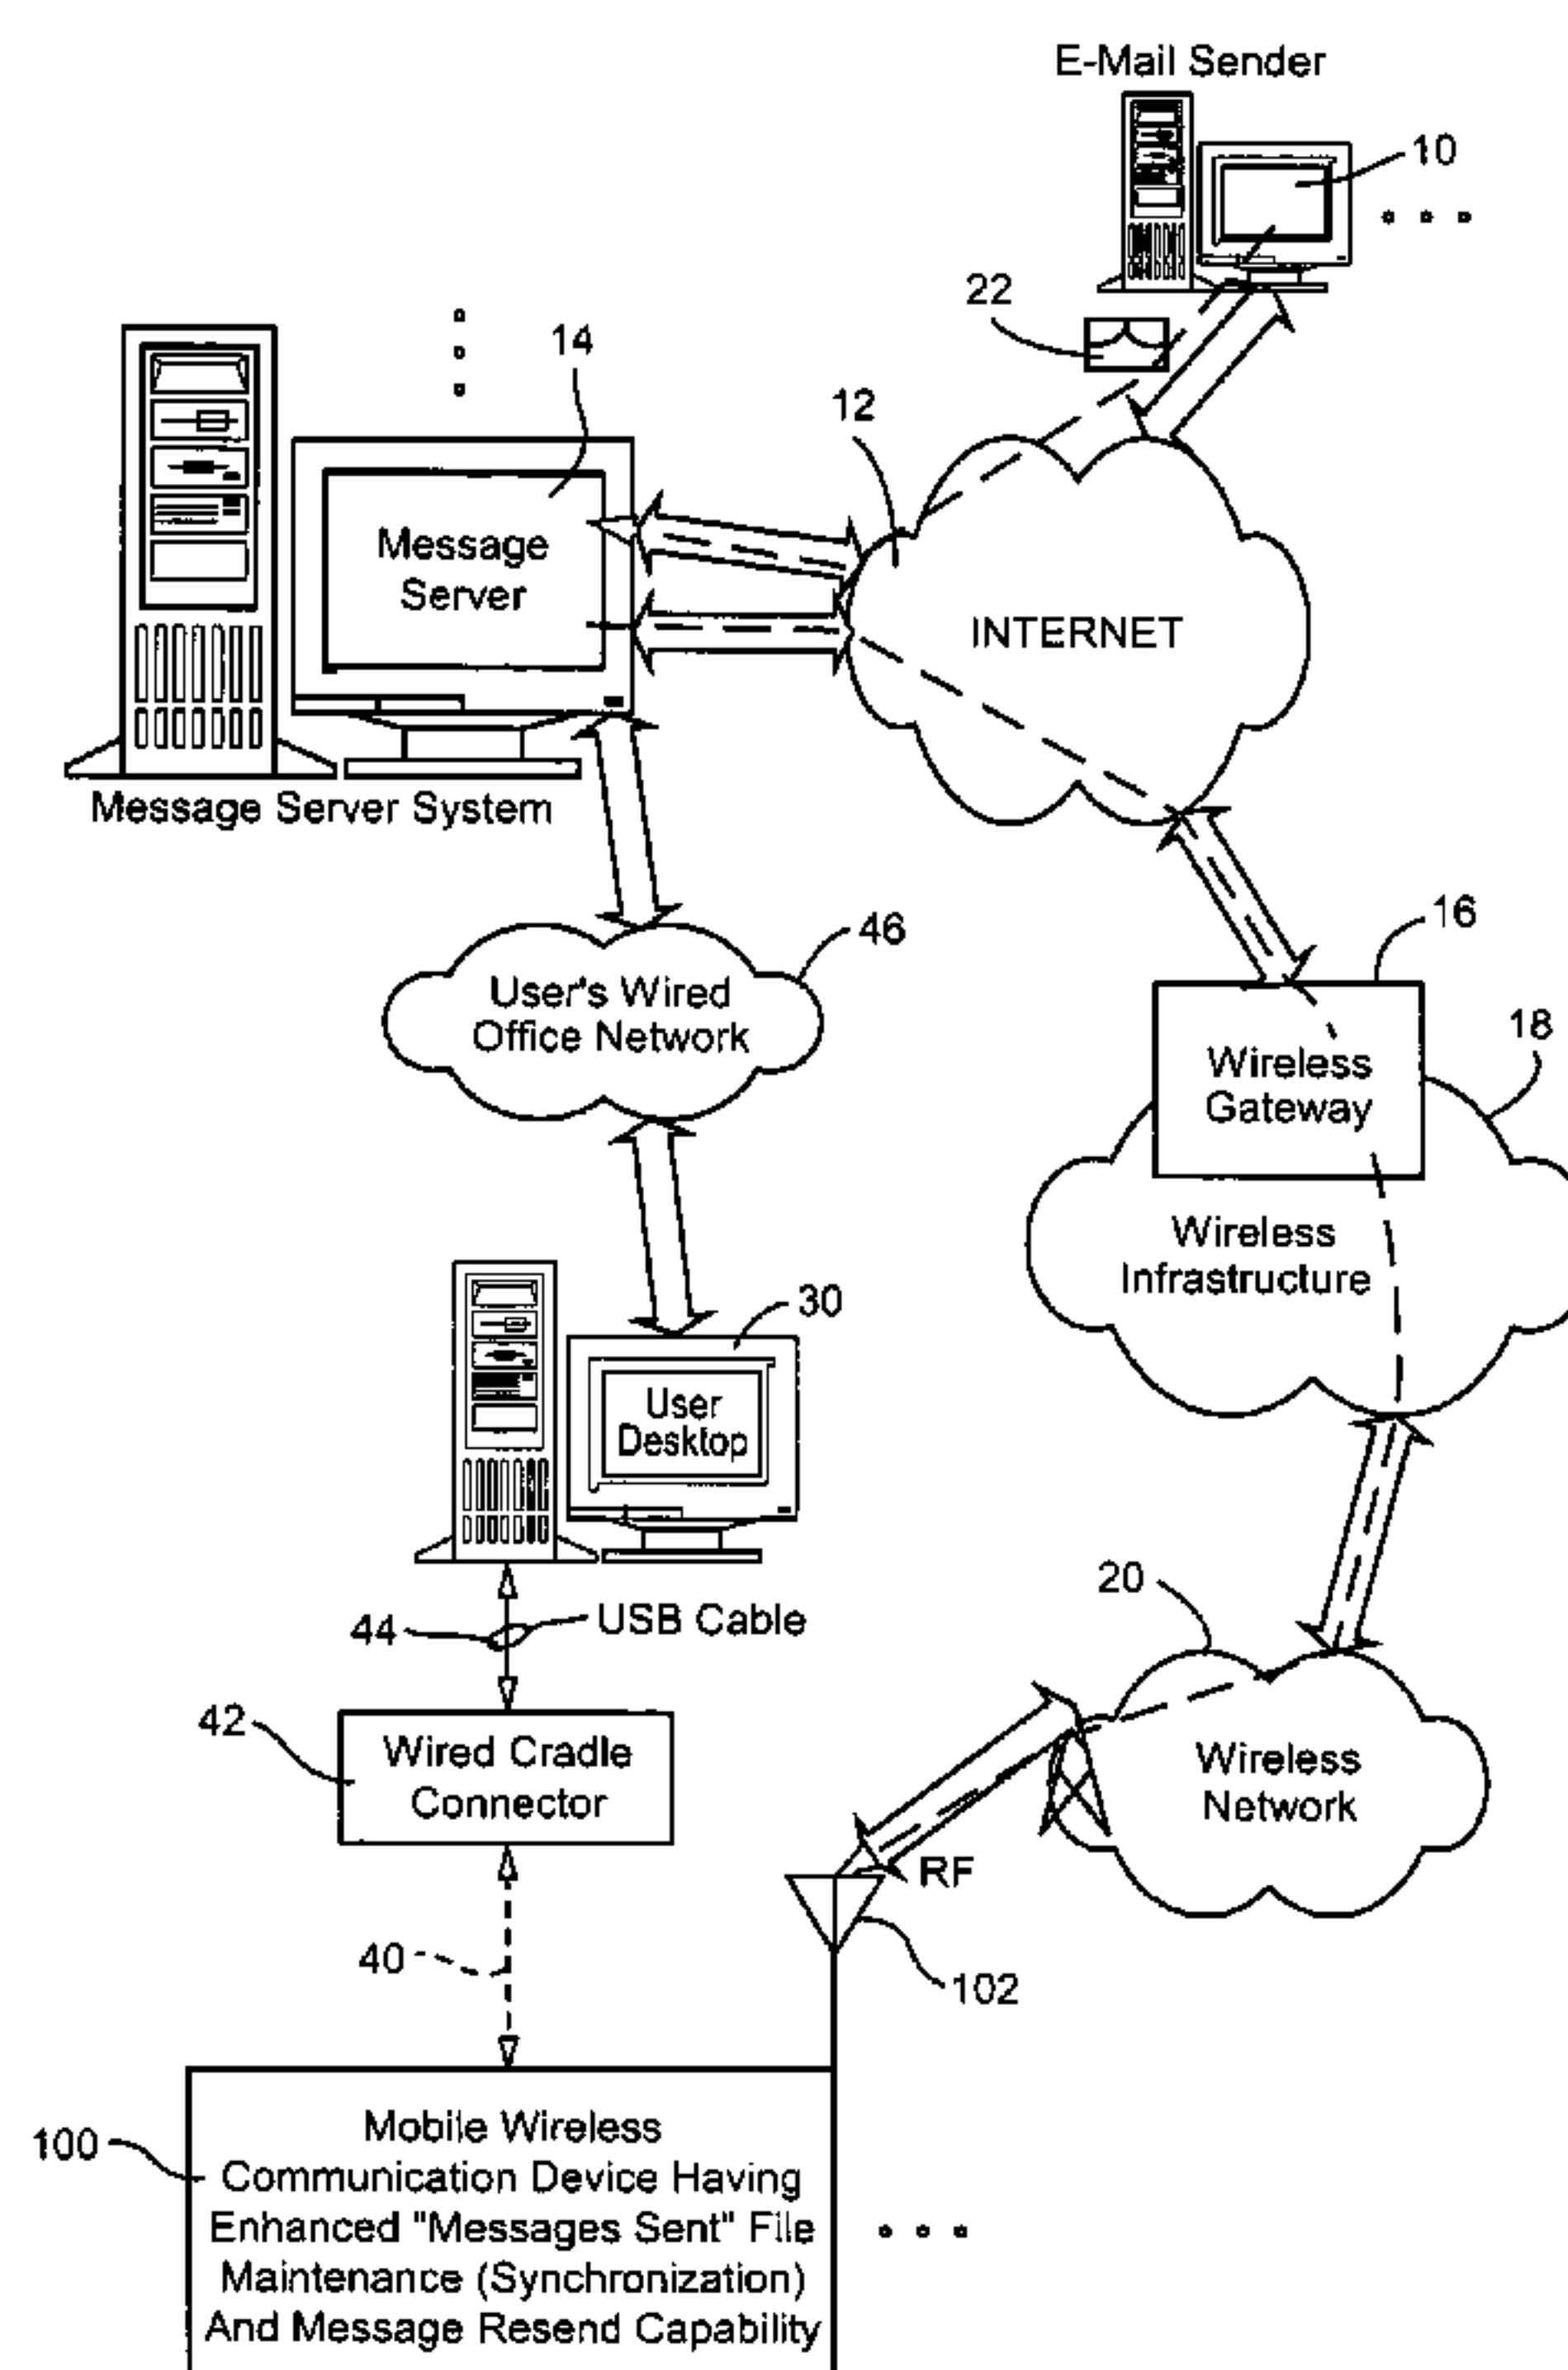 E-Mail Sender
10
22
14
12
Message
Server
INTERNET
Message Server System
46
User's Wired
Office Network
16
Wireless
Gateway
18
Wireless
Infrastructure
30
User
Desktop
20
44
USB Cable
42
Wired Cradle
Connector
Wireless
Network
RF
40
102
100
Mobile Wireless
Communication Device Having
Enhanced "Messages Sent" File
Maintenance (Synchronization)
And Message Resend Capability